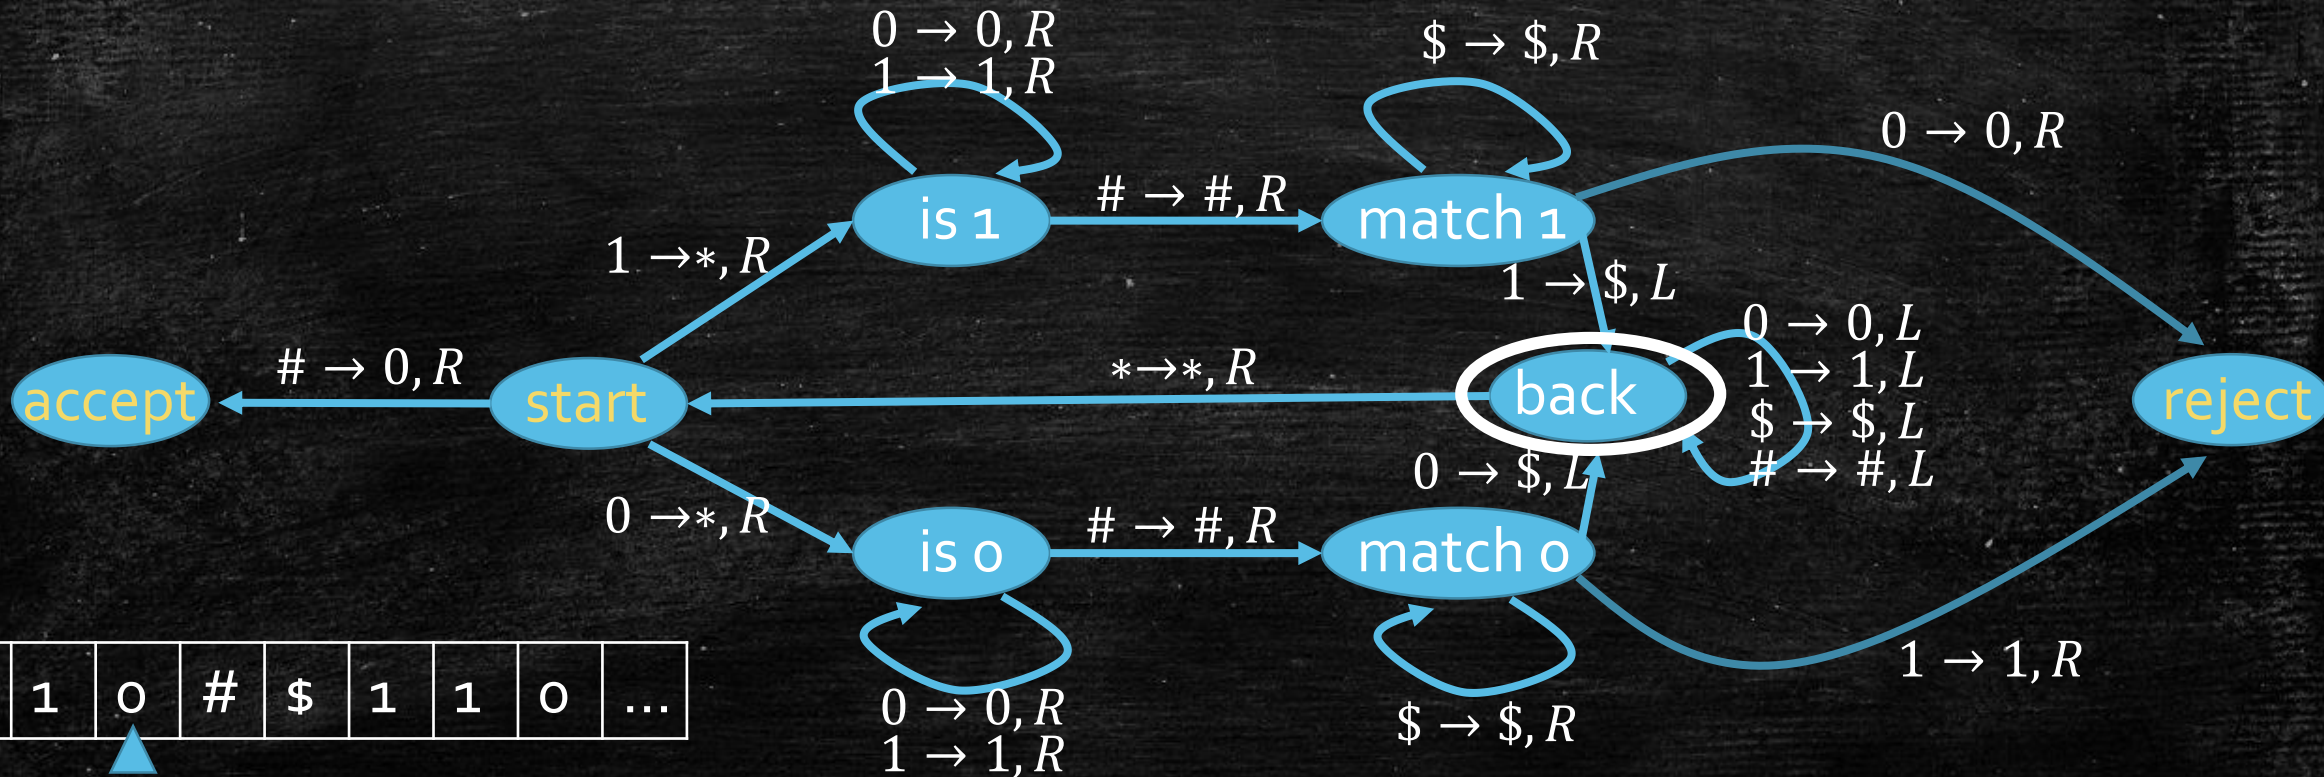 0 → 0, R
1 → 1, R
$ → $, R
0 → 0, R
is 1
# → #, R
match 1
1 →*, R
1 → $, L
accept
# → 0, R
start
*→*, R
back
0 → 0, L
1 → 1, L
$ → $, L
# → #, L
reject
0 → $, L
0 →*, R
is 0
# → #, R
match 0
1 → 1, R
0 → 0, R
1 → 1, R
$ → $, R
1 0 # $ 1 1 0 ...